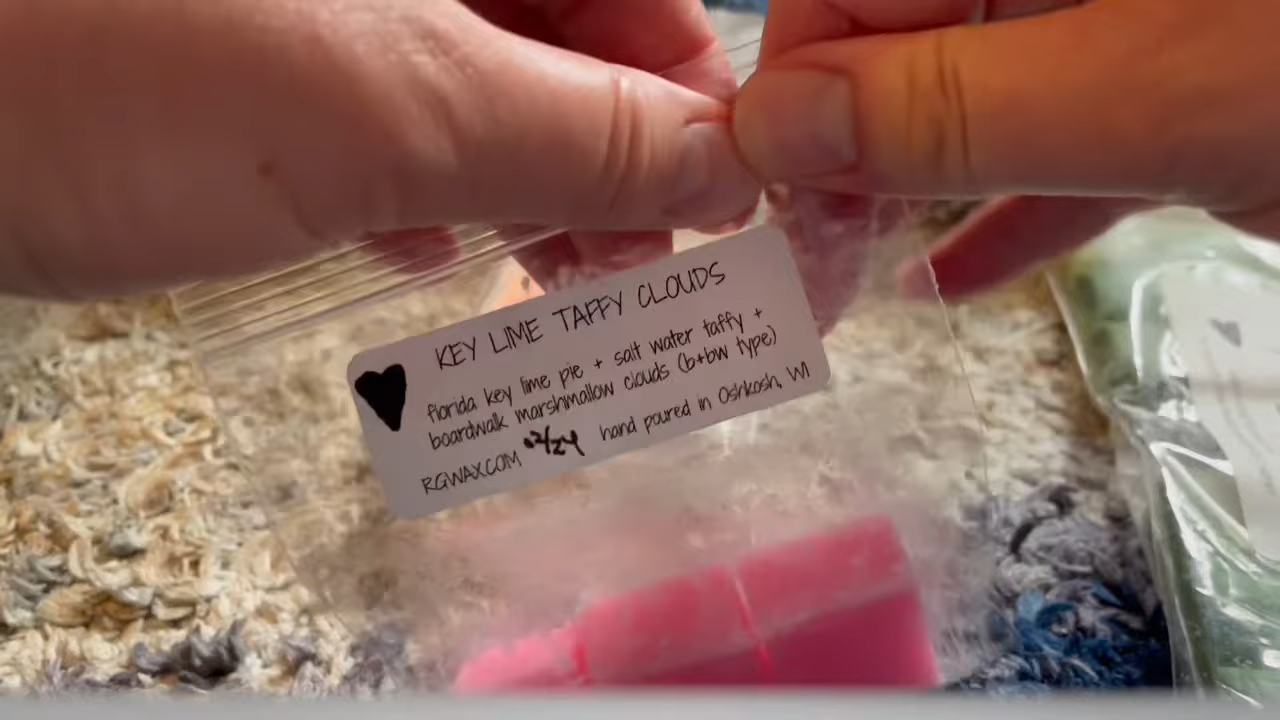 KEY LIME TAFFY CLOUDS
florida key lime pie + salt water taffy +
boardwalk marshmallow clouds (b+bw type)
RGWAX.COM 02/24 hand poured in Oshkosh, WI